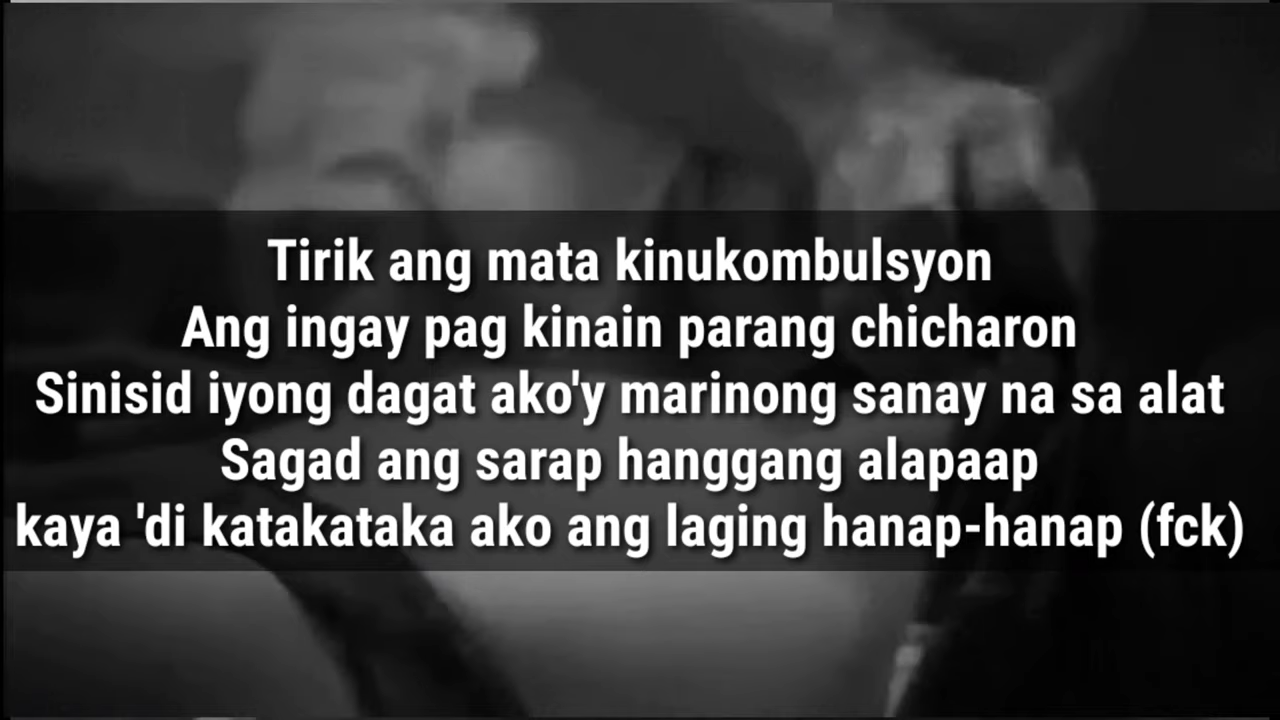 Tirik ang mata kinukombulsyon
Ang ingay pag kinain parang chicharon
Sinisid iyong dagat ako'y marinong sanay na sa alat
Sagad ang sarap hanggang alapaap
kaya 'di katakataka ako ang laging hanap-hanap (fck)